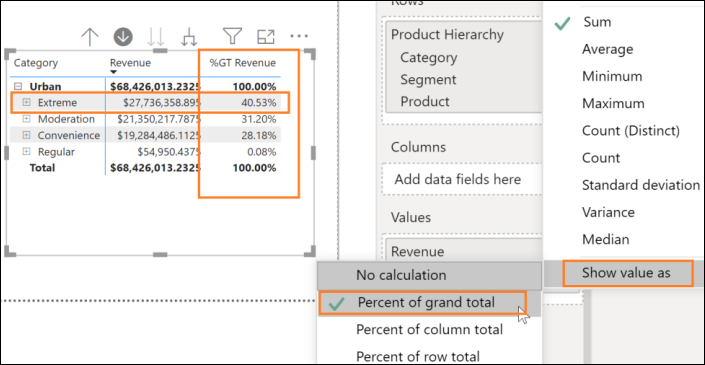 Category Revenue %GT Revenue
Urban $68,426,013.2325 100.00%
Extreme $27,736,358.895 40.53%
Moderation $21,350,217.7875 31.20%
Convenience $19,284,486.1125 28.18%
Regular $54,950.4375 0.08%
Total $68,426,013.2325 100.00%
Rows
Product Hierarchy
Category
Segment
Product
Columns
Add data fields here
Values
Revenue
Sum
Average
Minimum
Maximum
Count (Distinct)
Count
Standard deviation
Variance
Median
Show value as
No calculation
Percent of grand total
Percent of column total
Percent of row total